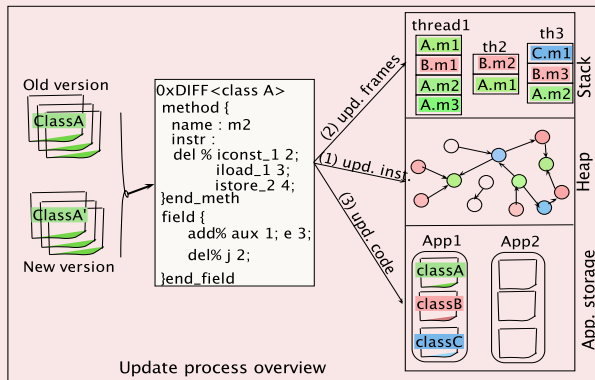 Old version
ClassA
ClassA'
New version
0xDIFF<class A>
method {
name : m2
instr :
del % iconst_1 2;
iload_1 3;
istore_2 4;
}end_meth
field {
add% aux 1; e 3;
del% j 2;
}end_field
(2) upd. frames
(1) upd. inst.
(3) upd. code
thread1
A.m1
B.m1
A.m2
A.m3
th2
B.m2
A.m1
th3
C.m1
B.m3
A.m2
Stack
Heap
App1
classA
classB
classC
App2
App. storage
Update process overview